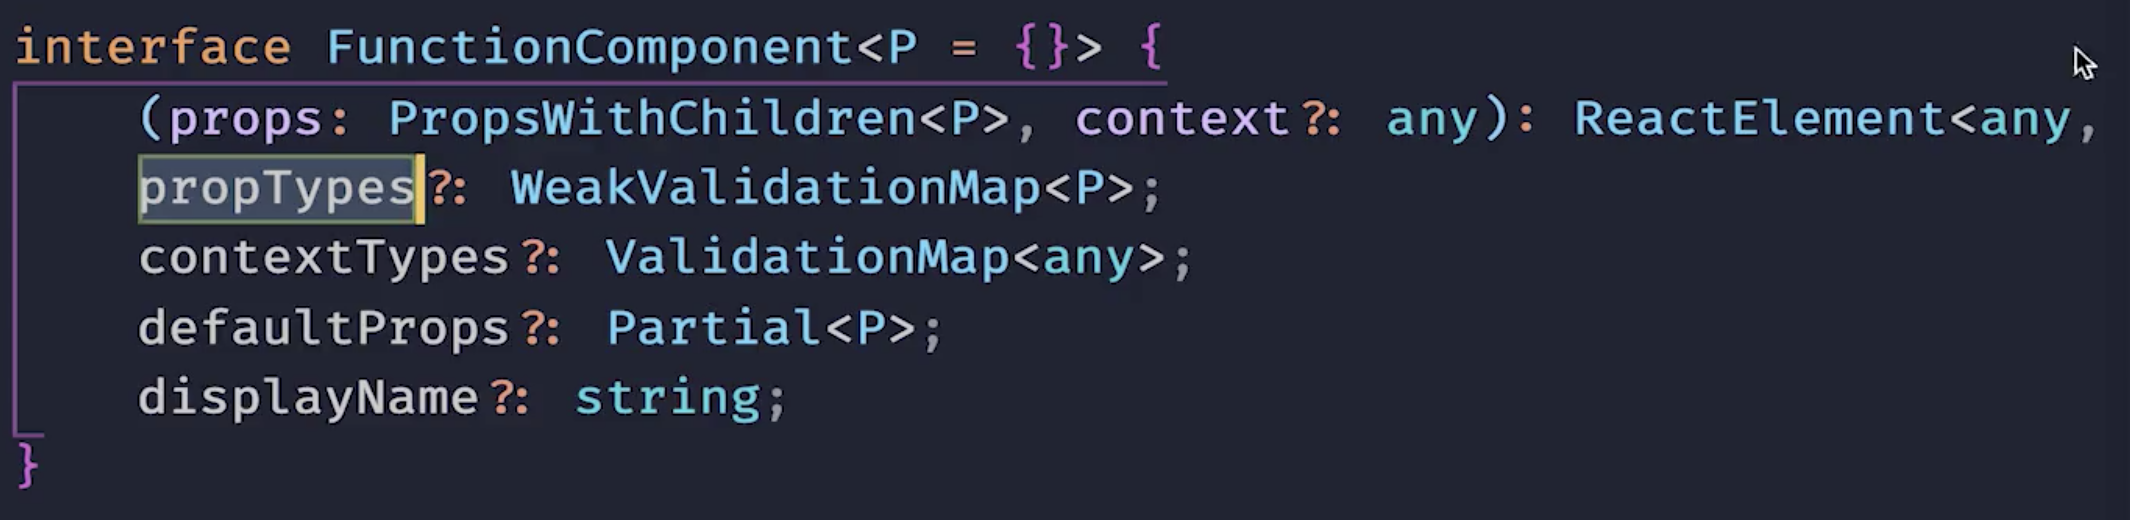 interface FunctionComponent<P = {}> {
(props: PropsWithChildren<P>, context?: any): ReactElement<any,
propTypes?: WeakValidationMap<P>;
contextTypes?: ValidationMap<any>;
defaultProps?: Partial<P>;
displayName?: string;
}